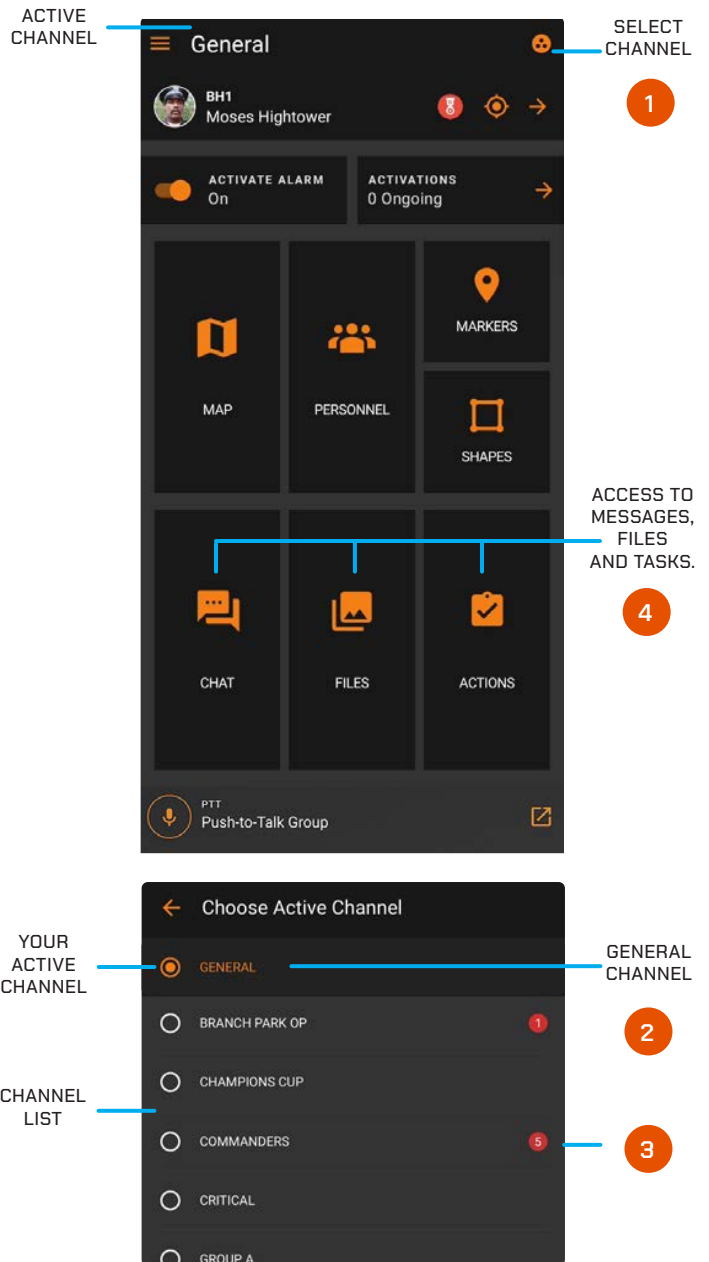 ACTIVE
CHANNEL
General
SELECT
CHANNEL
1
BH1
Moses Hightower
ACTIVATE ALARM
On
ACTIVATIONS
0 Ongoing
MARKERS
MAP
PERSONNEL
SHAPES
ACCESS TO
MESSAGES,
FILES
AND TASKS.
4
CHAT
FILES
ACTIONS
PTT
Push-to-Talk Group
Choose Active Channel
YOUR
ACTIVE
CHANNEL
GENERAL
GENERAL
CHANNEL
2
BRANCH PARK OP
1
CHAMPIONS CUP
CHANNEL
LIST
COMMANDERS
5
3
CRITICAL
GROUP A